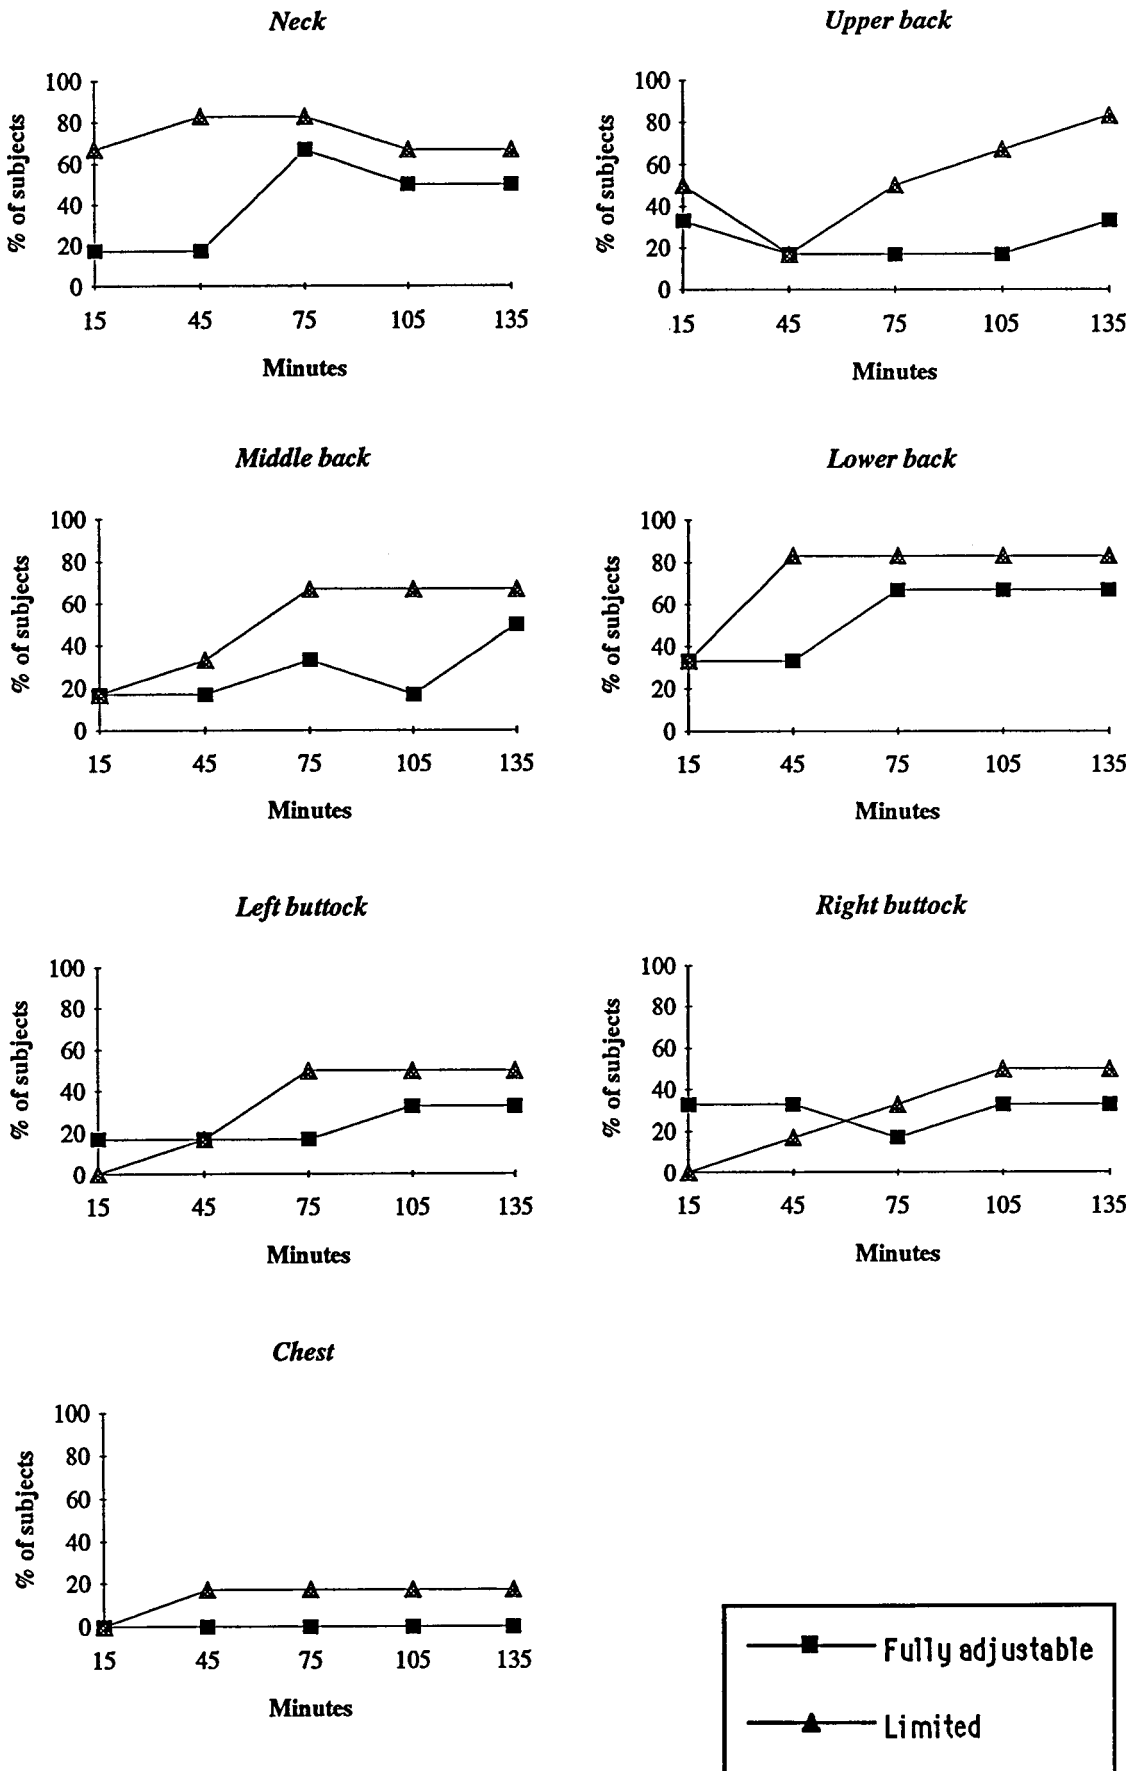 Neck
Upper back
% of subjects
100
80
60
40
20
0
15 45 75 105 135
Minutes
% of subjects
100
80
60
40
20
0
15 45 75 105 135
Minutes
Middle back
Lower back
% of subjects
100
80
60
40
20
0
15 45 75 105 135
Minutes
% of subjects
100
80
60
40
20
0
15 45 75 105 135
Minutes
Left buttock
Right buttock
% of subjects
100
80
60
40
20
0
15 45 75 105 135
Minutes
% of subjects
100
80
60
40
20
0
15 45 75 105 135
Minutes
Chest
% of subjects
100
80
60
40
20
0
15 45 75 105 135
Minutes
Fully adjustable
Limited